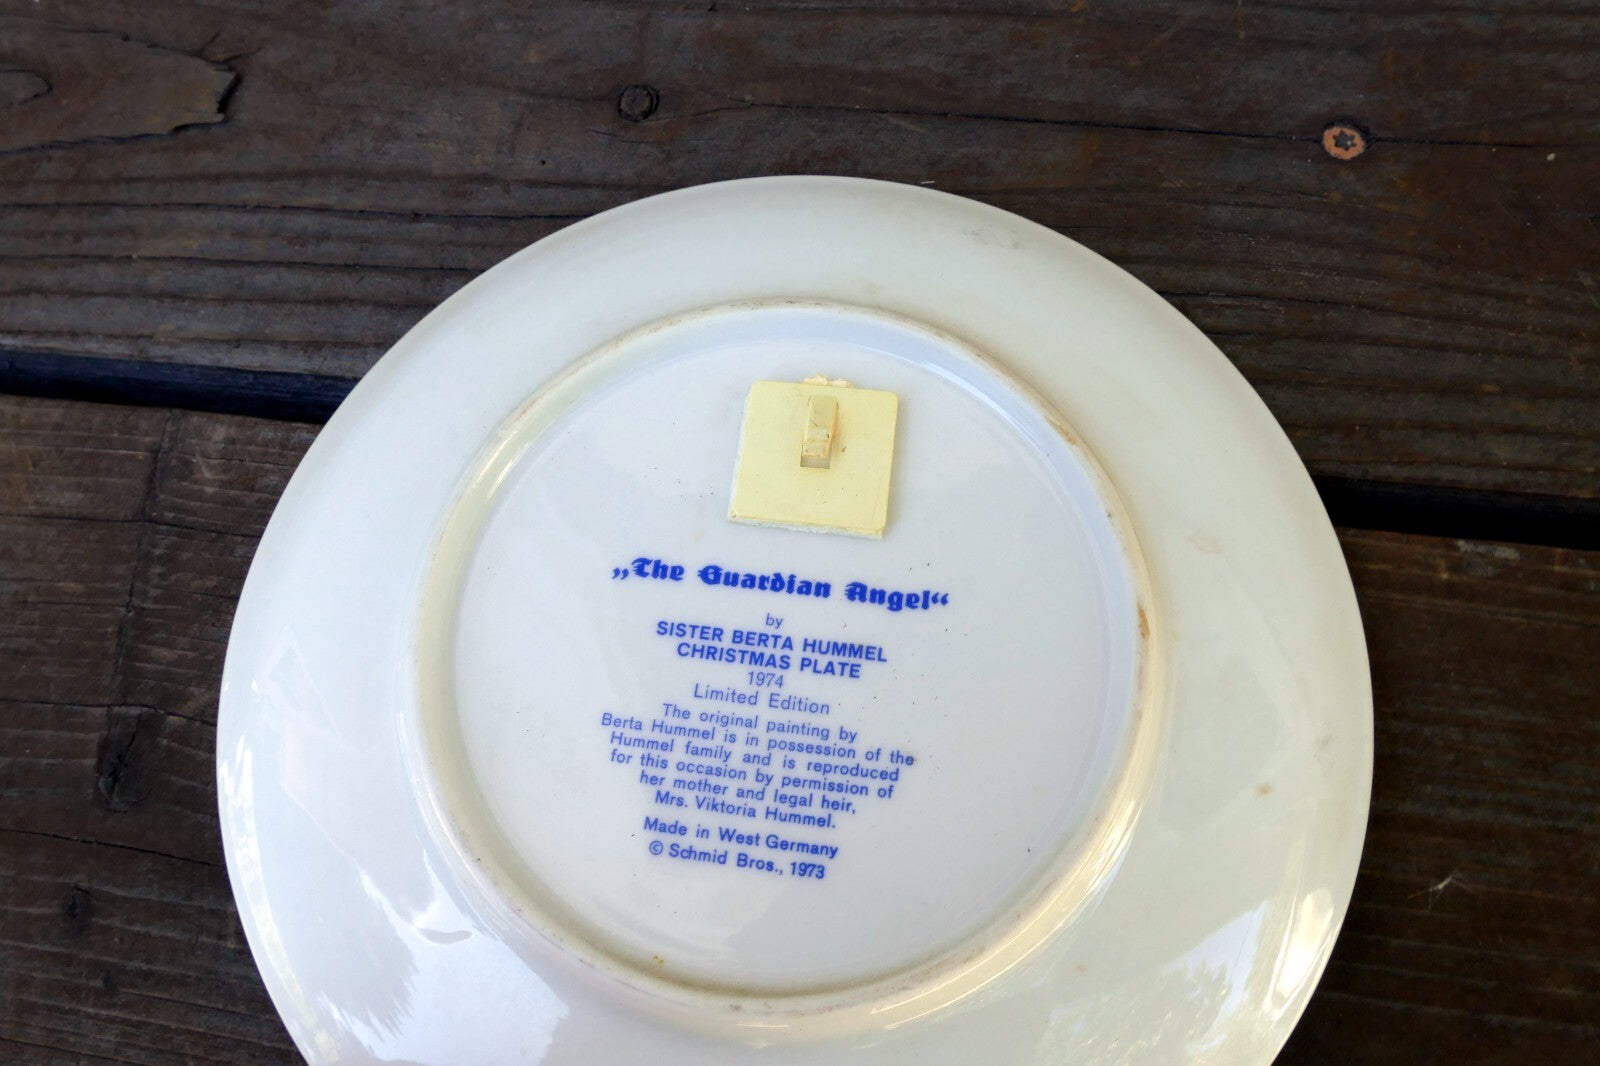 „The Guardian Angel“
by
SISTER BERTA HUMMEL
CHRISTMAS PLATE
1974
Limited Edition
The original painting by
Berta Hummel is in possession of the
Hummel family and is reproduced
for this occasion by permission of
her mother and legal heir,
Mrs. Viktoria Hummel.
Made in West Germany
© Schmid Bros., 1973